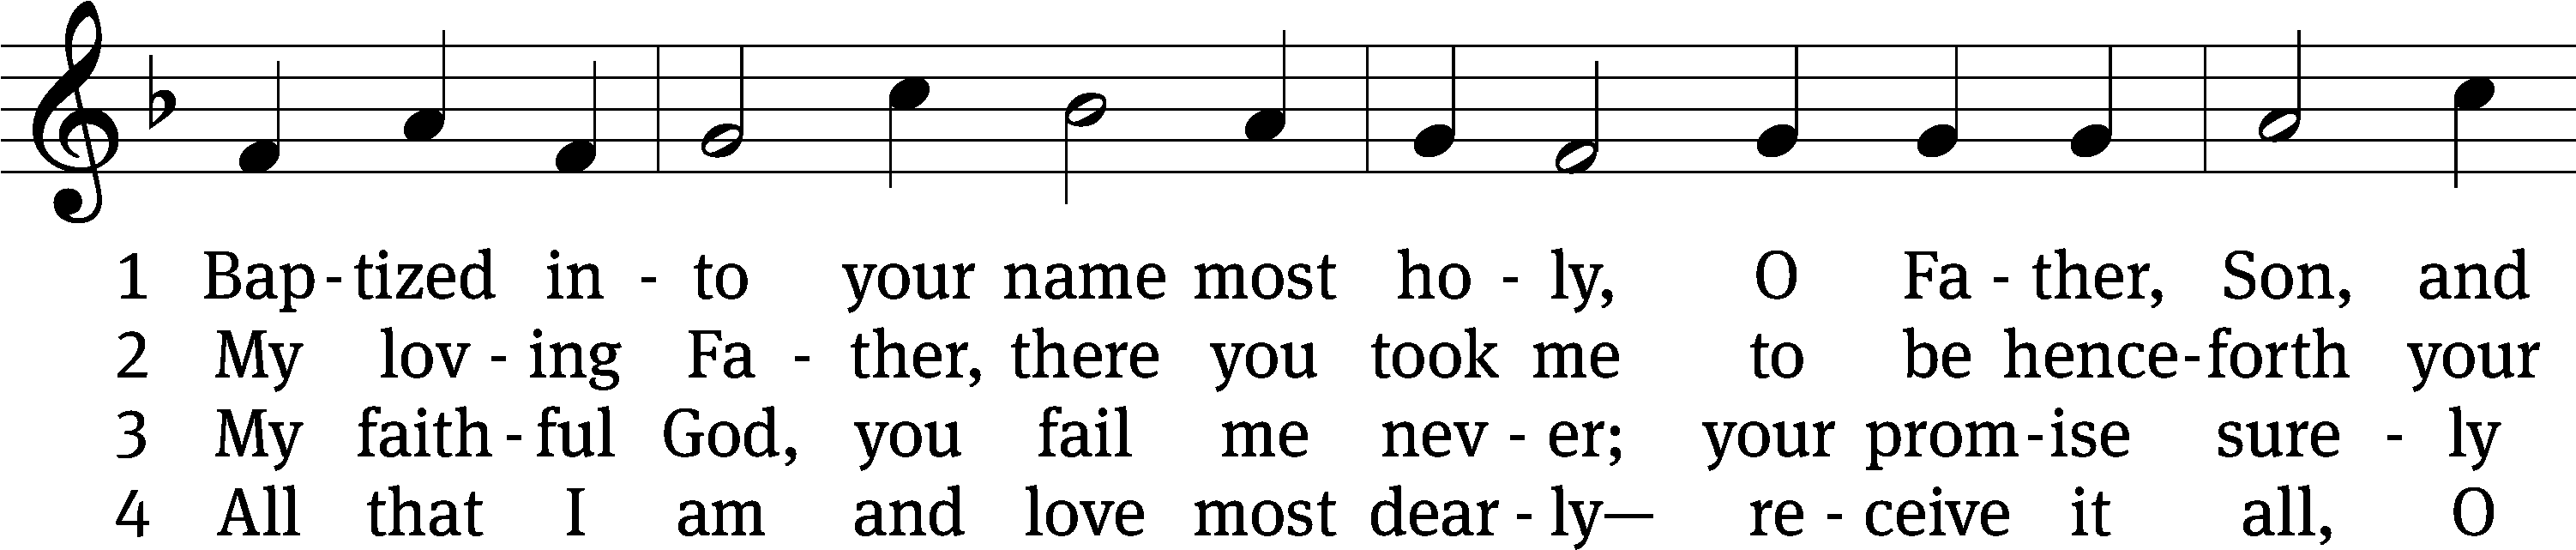 1 Bap - tized in - to your name most ho - ly, O Fa - ther, Son, and
2 My lov - ing Fa - ther, there you took me to be hence - forth your
3 My faith - ful God, you fail me nev - er; your prom - ise sure - ly
4 All that I am and love most dear - ly— re - ceive it all, O